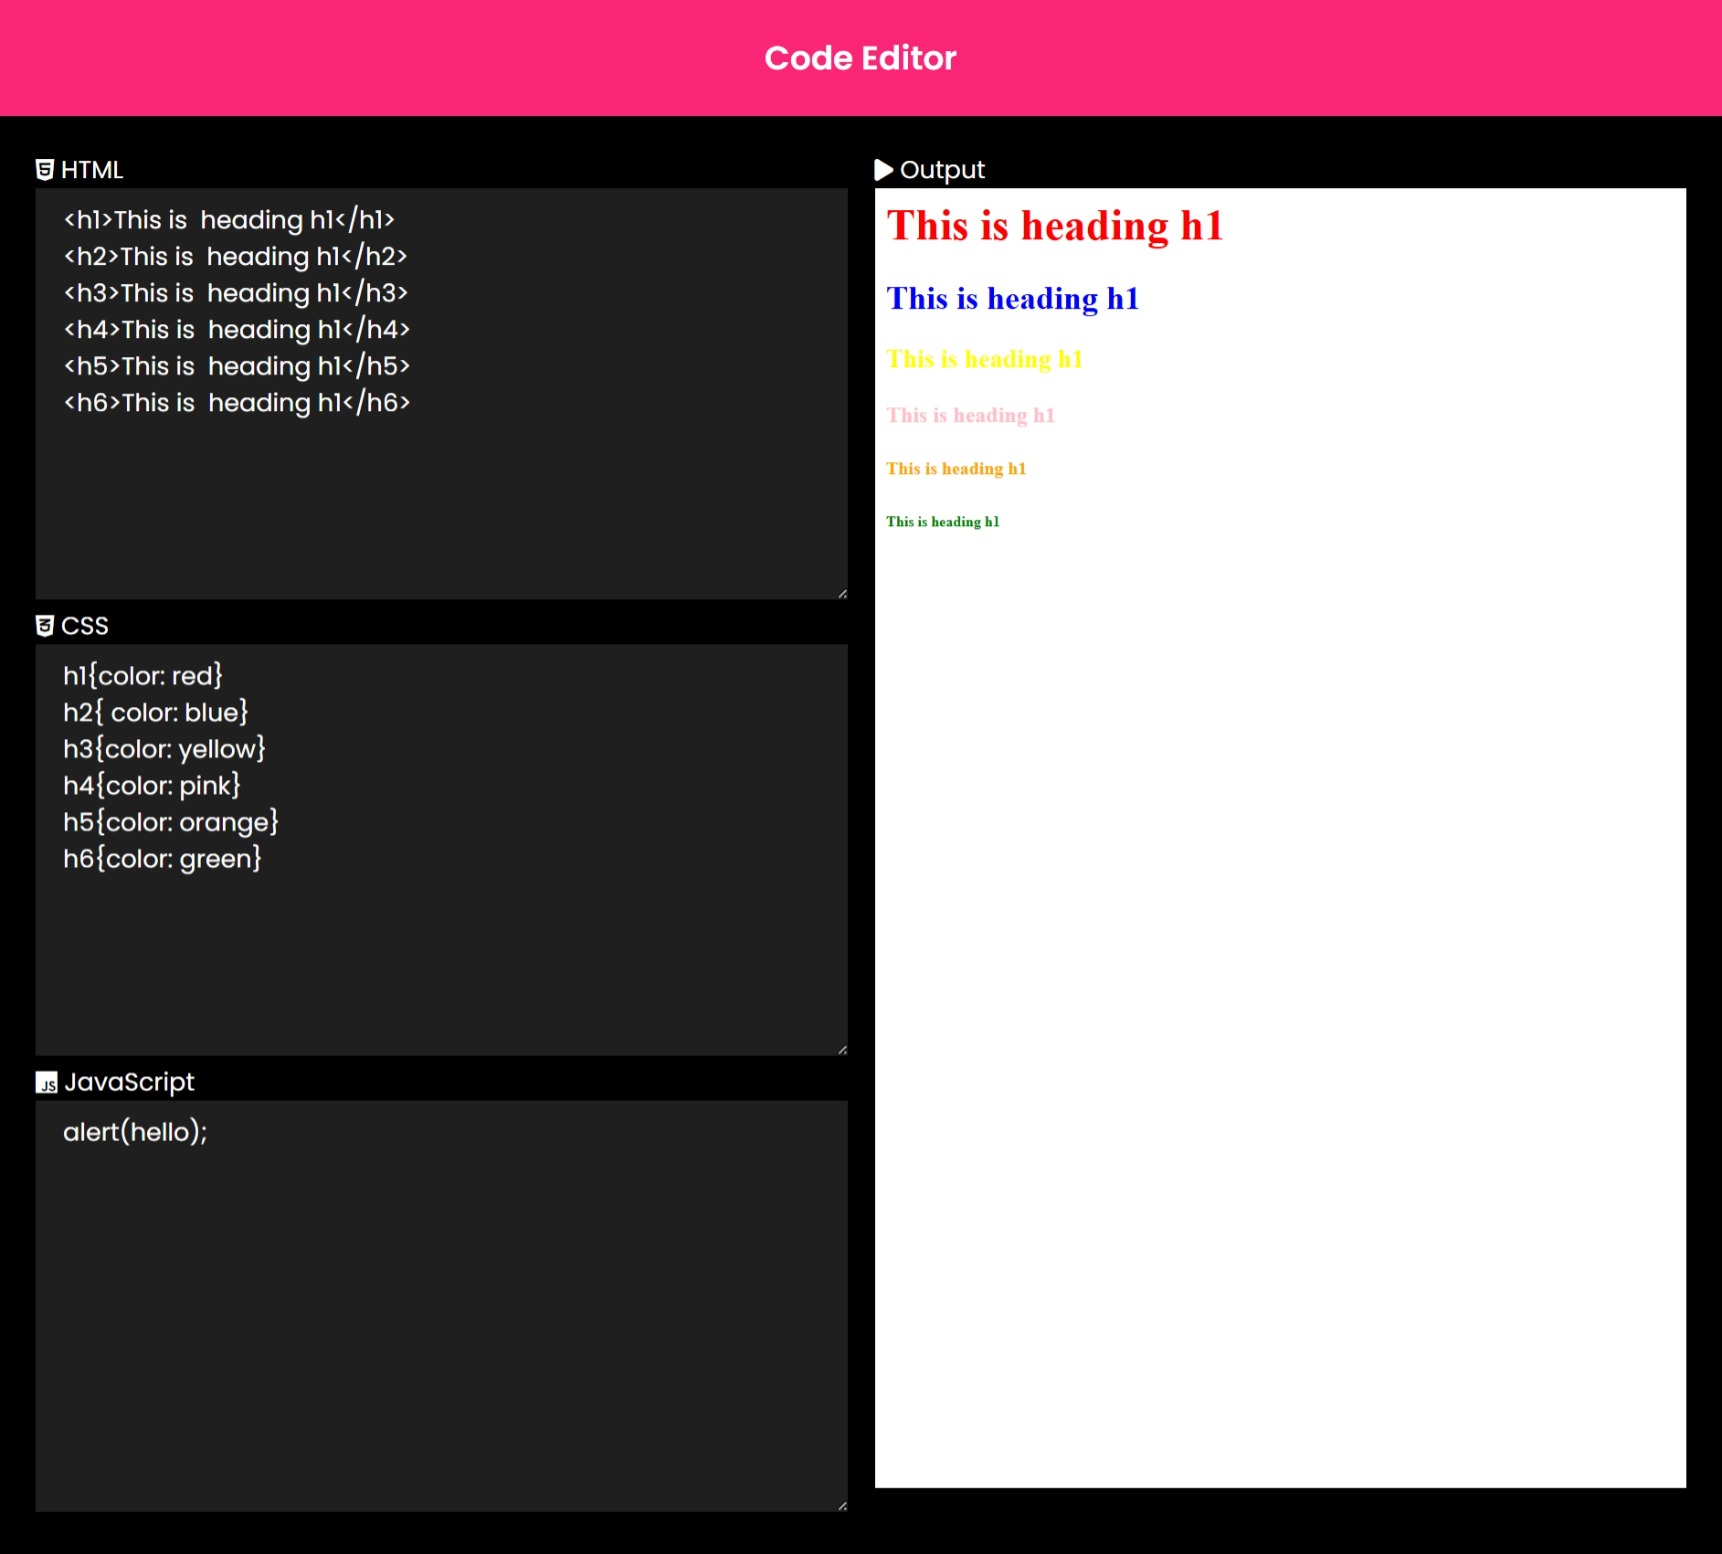 Code Editor
HTML
<h1>This is  heading h1</h1>
<h2>This is  heading h1</h2>
<h3>This is  heading h1</h3>
<h4>This is  heading h1</h4>
<h5>This is  heading h1</h5>
<h6>This is  heading h1</h6>
CSS
h1{color: red}
h2{ color: blue}
h3{color: yellow}
h4{color: pink}
h5{color: orange}
h6{color: green}
JS JavaScript
alert(hello);
Output
This is heading h1
This is heading h1
This is heading h1
This is heading h1
This is heading h1
This is heading h1